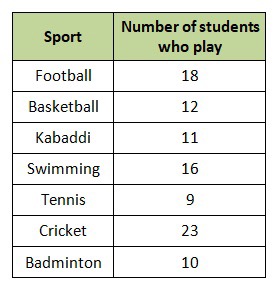 Sport Number of students
who play
Football 18
Basketball 12
Kabaddi 11
Swimming 16
Tennis 9
Cricket 23
Badminton 10